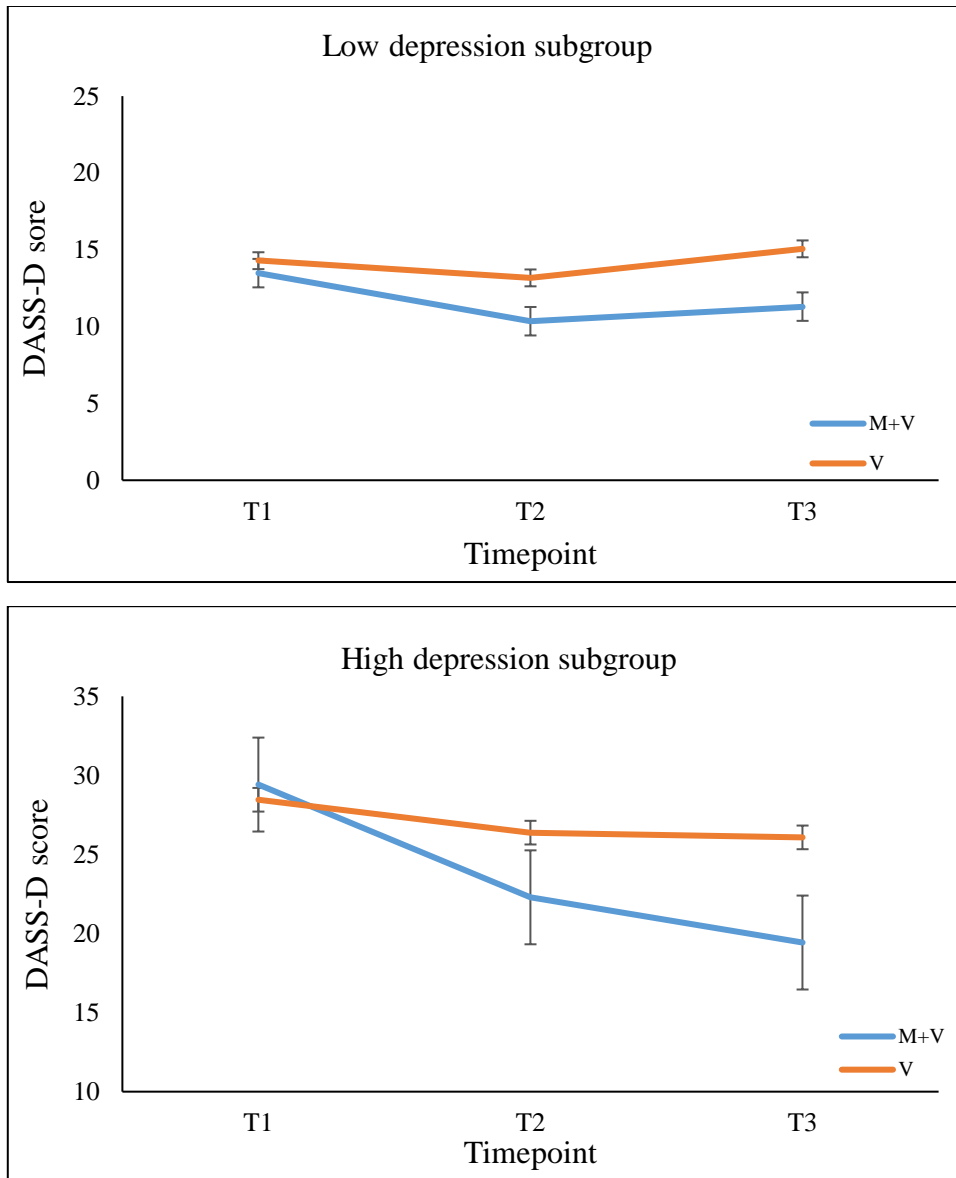 Low depression subgroup
25
20
15
10
5
0
DASS-D sore
T1 T2 T3
Timepoint
M+V
V
High depression subgroup
35
30
25
20
15
10
DASS-D score
T1 T2 T3
Timepoint
M+V
V